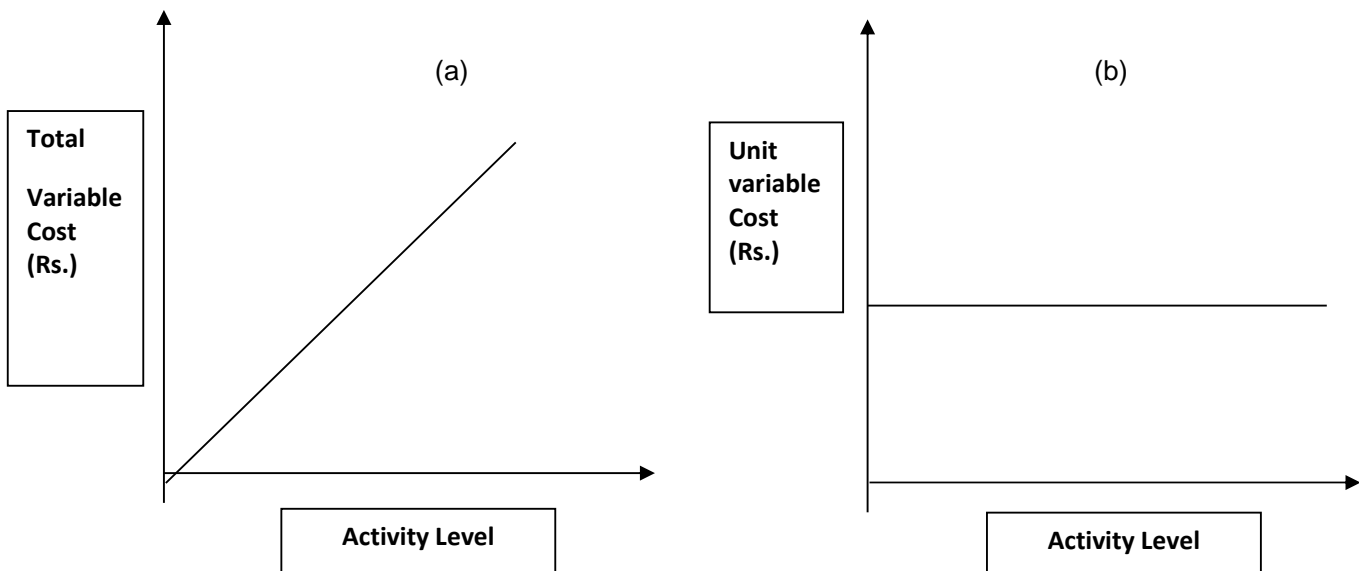 (a)
Total
Variable
Cost
(Rs.)
Activity Level
(b)
Unit
variable
Cost
(Rs.)
Activity Level